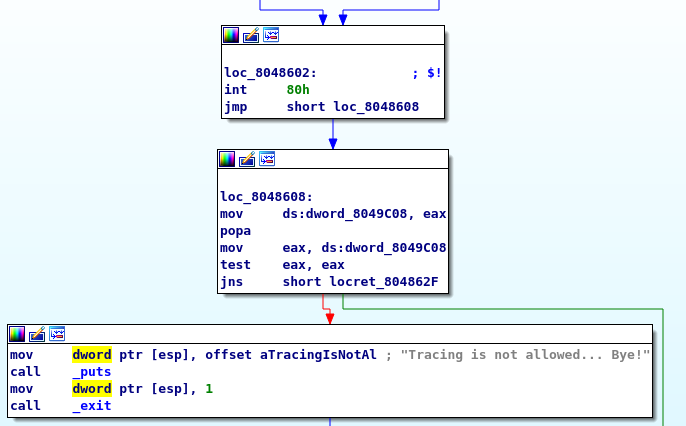 loc_8048602: ; $!
int 80h
jmp short loc_8048608
loc_8048608:
mov ds:dword_8049C08, eax
popa
mov eax, ds:dword_8049C08
test eax, eax
jns short locret_804862F
mov dword ptr [esp], offset aTracingIsNotAl ; "Tracing is not allowed... Bye!"
call _puts
mov dword ptr [esp], 1
call _exit